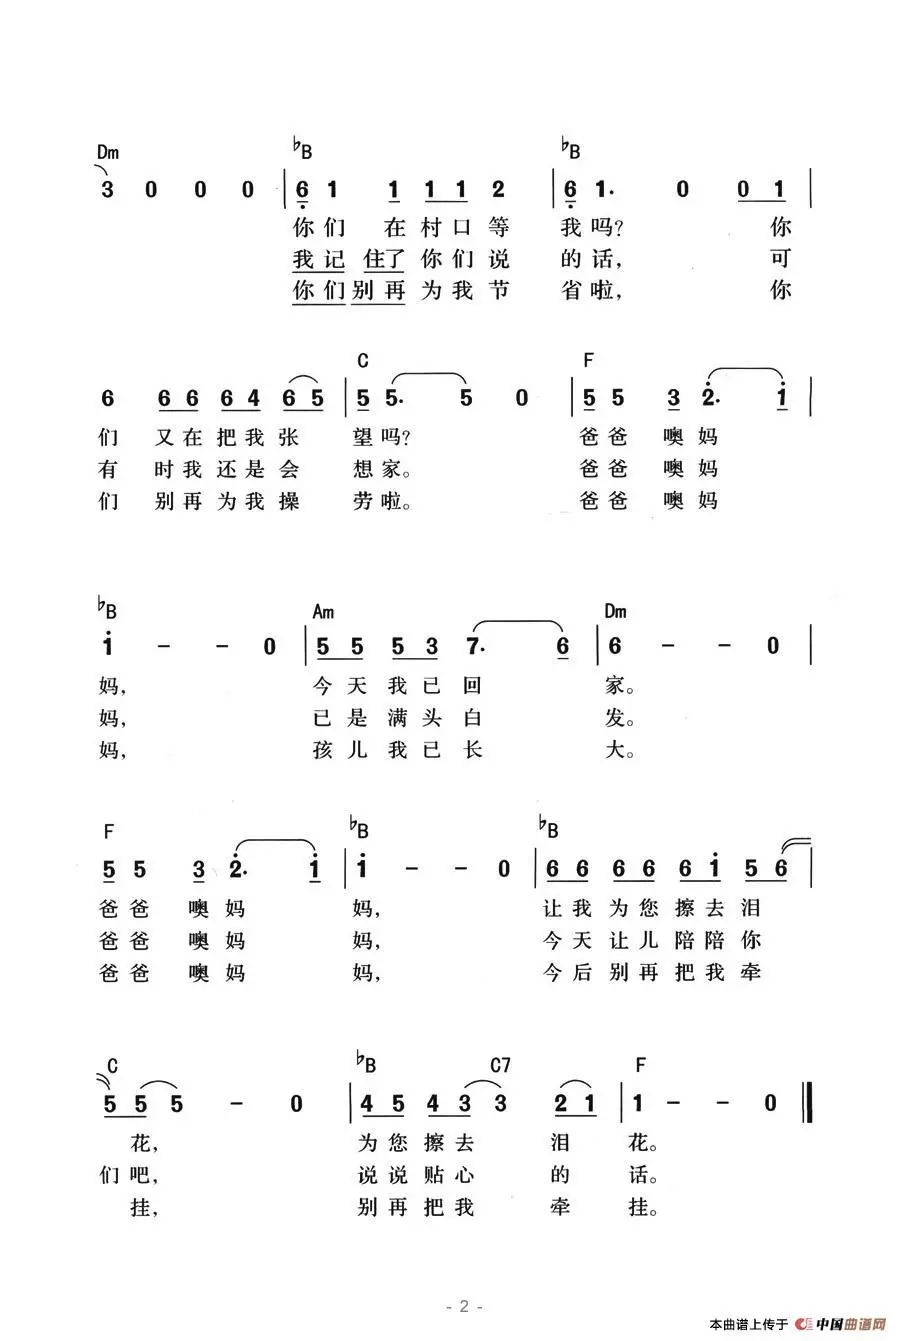 Dm ♭B ♭B
3 0 0 0 | 6 1 1 1 1 2 | 6 1. 0 0 1 |
你们 在村口等 我吗？ 你
我记 住了你们说 的话， 可
你们别再为我节 省啦， 你
C F
6 6 6 6 4 6 5 | 5 5. 5 0 | 5 5 3 2. 1 |
们 又在把我张 望吗？ 爸爸噢妈
有 时我还是会 想家。 爸爸噢妈
们 别再为我操 劳啦。 爸爸噢妈
♭B Am Dm
1 - - 0 | 5 5 5 3 7. 6 | 6 - - 0 |
妈， 今天我已回 家。
妈， 已是满头白 发。
妈， 孩儿我已长 大。
F ♭B ♭B
5 5 3 2. 1 | 1 - - 0 | 6 6 6 6 6 1 5 6 |
爸爸噢妈 妈， 让我为您擦去泪
爸爸噢妈 妈， 今天让儿陪陪你
爸爸噢妈 妈， 今后别再把我牵
C ♭B C7 F
5 5 5 - 0 | 4 5 4 3 3 2 1 | 1 - - 0 ‖
花， 为您擦去 泪 花。
们吧， 说说贴心 的 话。
挂， 别再把我 牵 挂。
- 2 -
本曲谱上传于 中国曲谱网